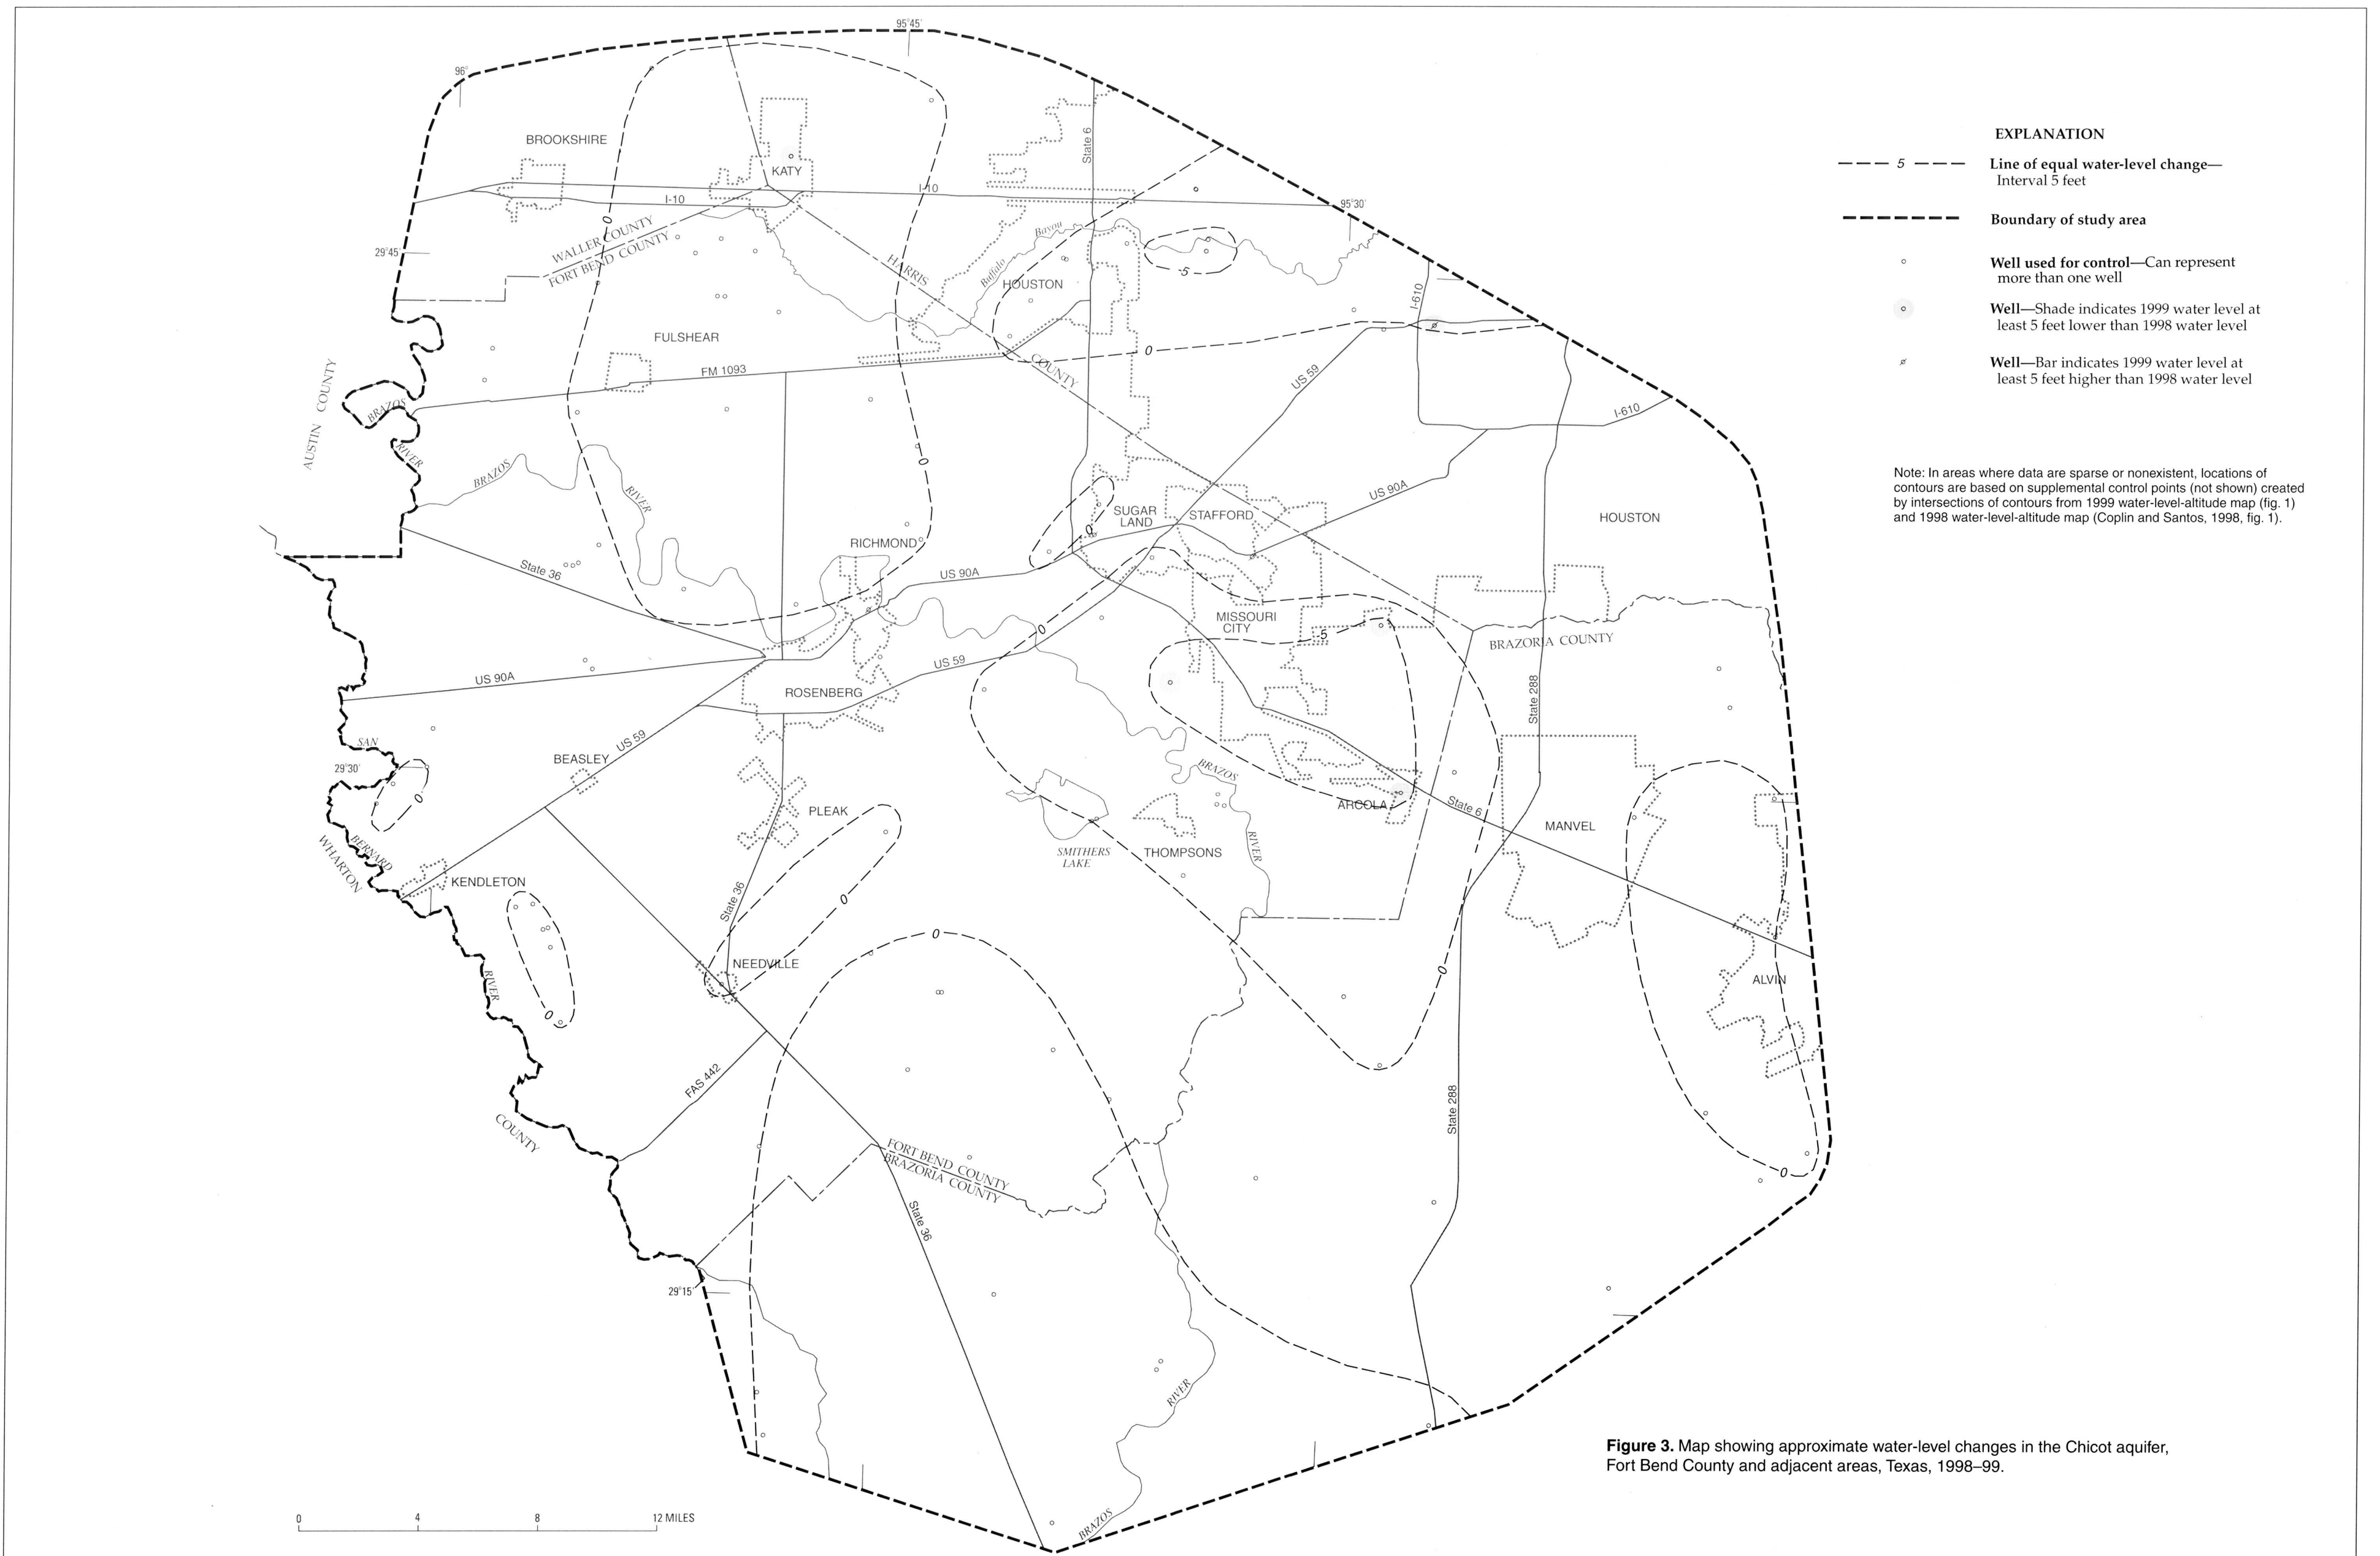 95°45'
96°
BROOKSHIRE
KATY
State 6
I-10
I-10
95°30'
0
WALLER COUNTY
FORT BEND COUNTY
29°45'
HARRIS
COUNTY
Buffalo
Bayou
HOUSTON
-5
I-610
FULSHEAR
FM 1093
0
US 59
I-610
AUSTIN COUNTY
BRAZOS
RIVER
BRAZOS
RIVER
0
US 90A
SUGAR
LAND
STAFFORD
0
HOUSTON
RICHMOND
State 36
US 90A
MISSOURI
CITY
-5
0
BRAZORIA COUNTY
US 59
US 90A
ROSENBERG
State 288
SAN
29°30'
BEASLEY
US 59
0
BRAZOS
RIVER
PLEAK
ARCOLA
State 6
MANVEL
BERNARD
RIVER
WHARTON
COUNTY
SMITHERS
LAKE
THOMPSONS
KENDLETON
State 36
0
0
0
NEEDVILLE
0
ALVIN
FAS 442
State 288
FORT BEND COUNTY
BRAZORIA COUNTY
0
State 36
29°15'
RIVER
BRAZOS
0 4 8 12 MILES
EXPLANATION
5 Line of equal water-level change—
Interval 5 feet
Boundary of study area
Well used for control—Can represent
more than one well
Well—Shade indicates 1999 water level at
least 5 feet lower than 1998 water level
Well—Bar indicates 1999 water level at
least 5 feet higher than 1998 water level
Note: In areas where data are sparse or nonexistent, locations of
contours are based on supplemental control points (not shown) created
by intersections of contours from 1999 water-level-altitude map (fig. 1)
and 1998 water-level-altitude map (Coplin and Santos, 1998, fig. 1).
Figure 3. Map showing approximate water-level changes in the Chicot aquifer,
Fort Bend County and adjacent areas, Texas, 1998–99.